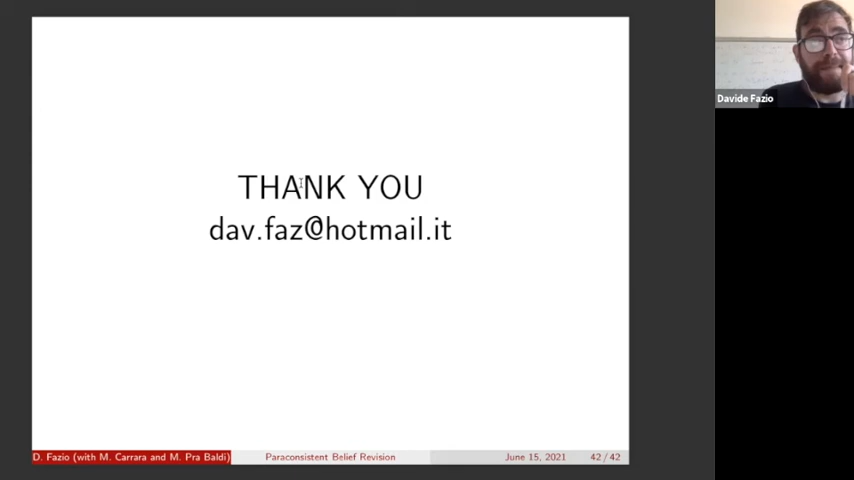 THANK YOU
dav.faz@hotmail.it
D. Fazio (with M. Carrara and M. Pra Baldi)
Paraconsistent Belief Revision
June 15, 2021
42 / 42
Davide Fazio